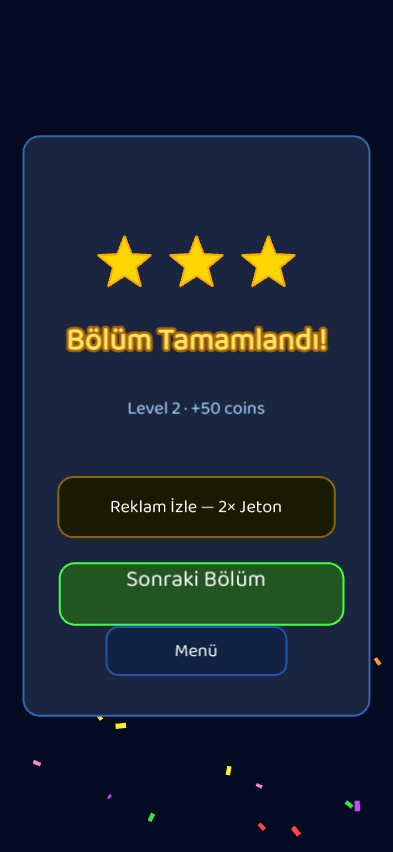 Bölüm Tamamlandı!
Level 2 · +50 coins
Reklam İzle — 2× Jeton
Sonraki Bölüm
Menü